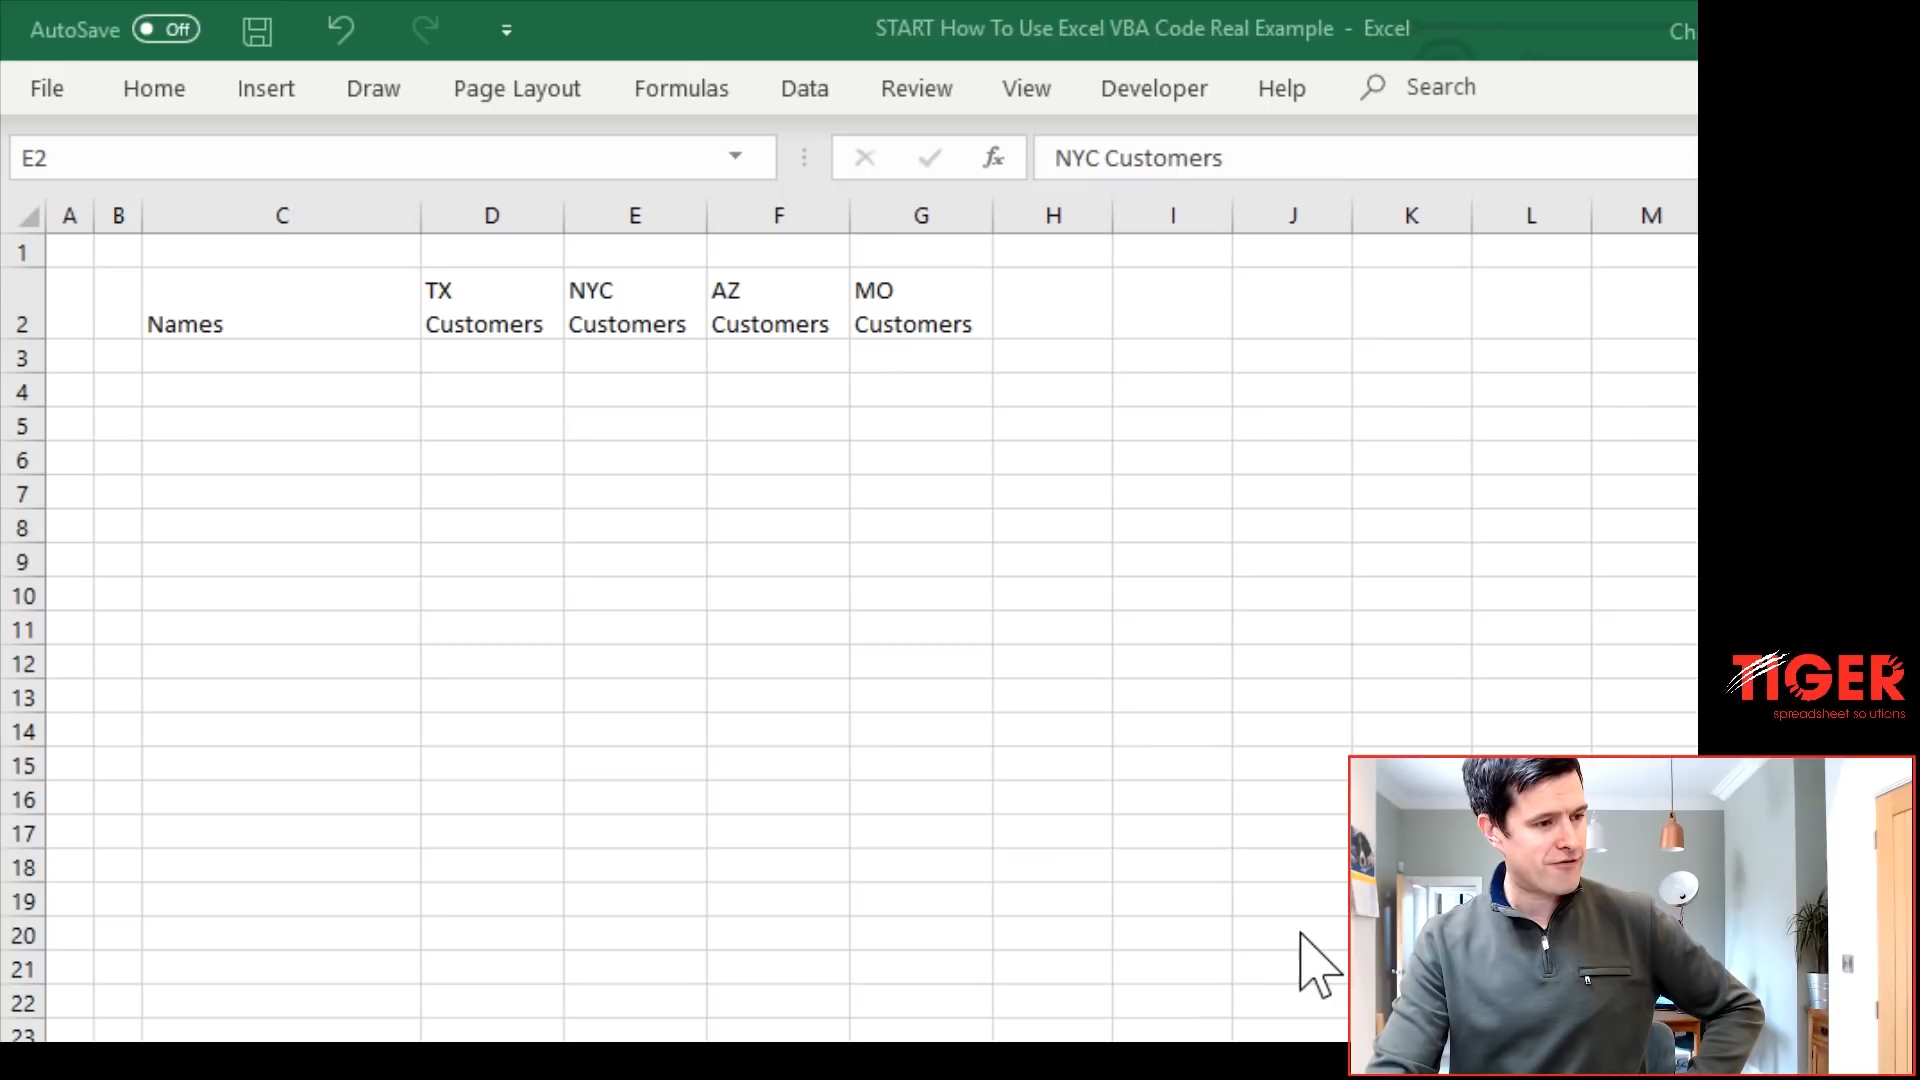 AutoSave Off START How To Use Excel VBA Code Real Example - Excel Ch
File Home Insert Draw Page Layout Formulas Data Review View Developer Help Search
E2 fx NYC Customers
A B C D E F G H I J K L M
1
TX NYC AZ MO
2 Names Customers Customers Customers Customers
3
4
5
6
7
8
9
10
11
12
13
14
15
16
17
18
19
20
21
22
23
TIGER
spreadsheet solutions